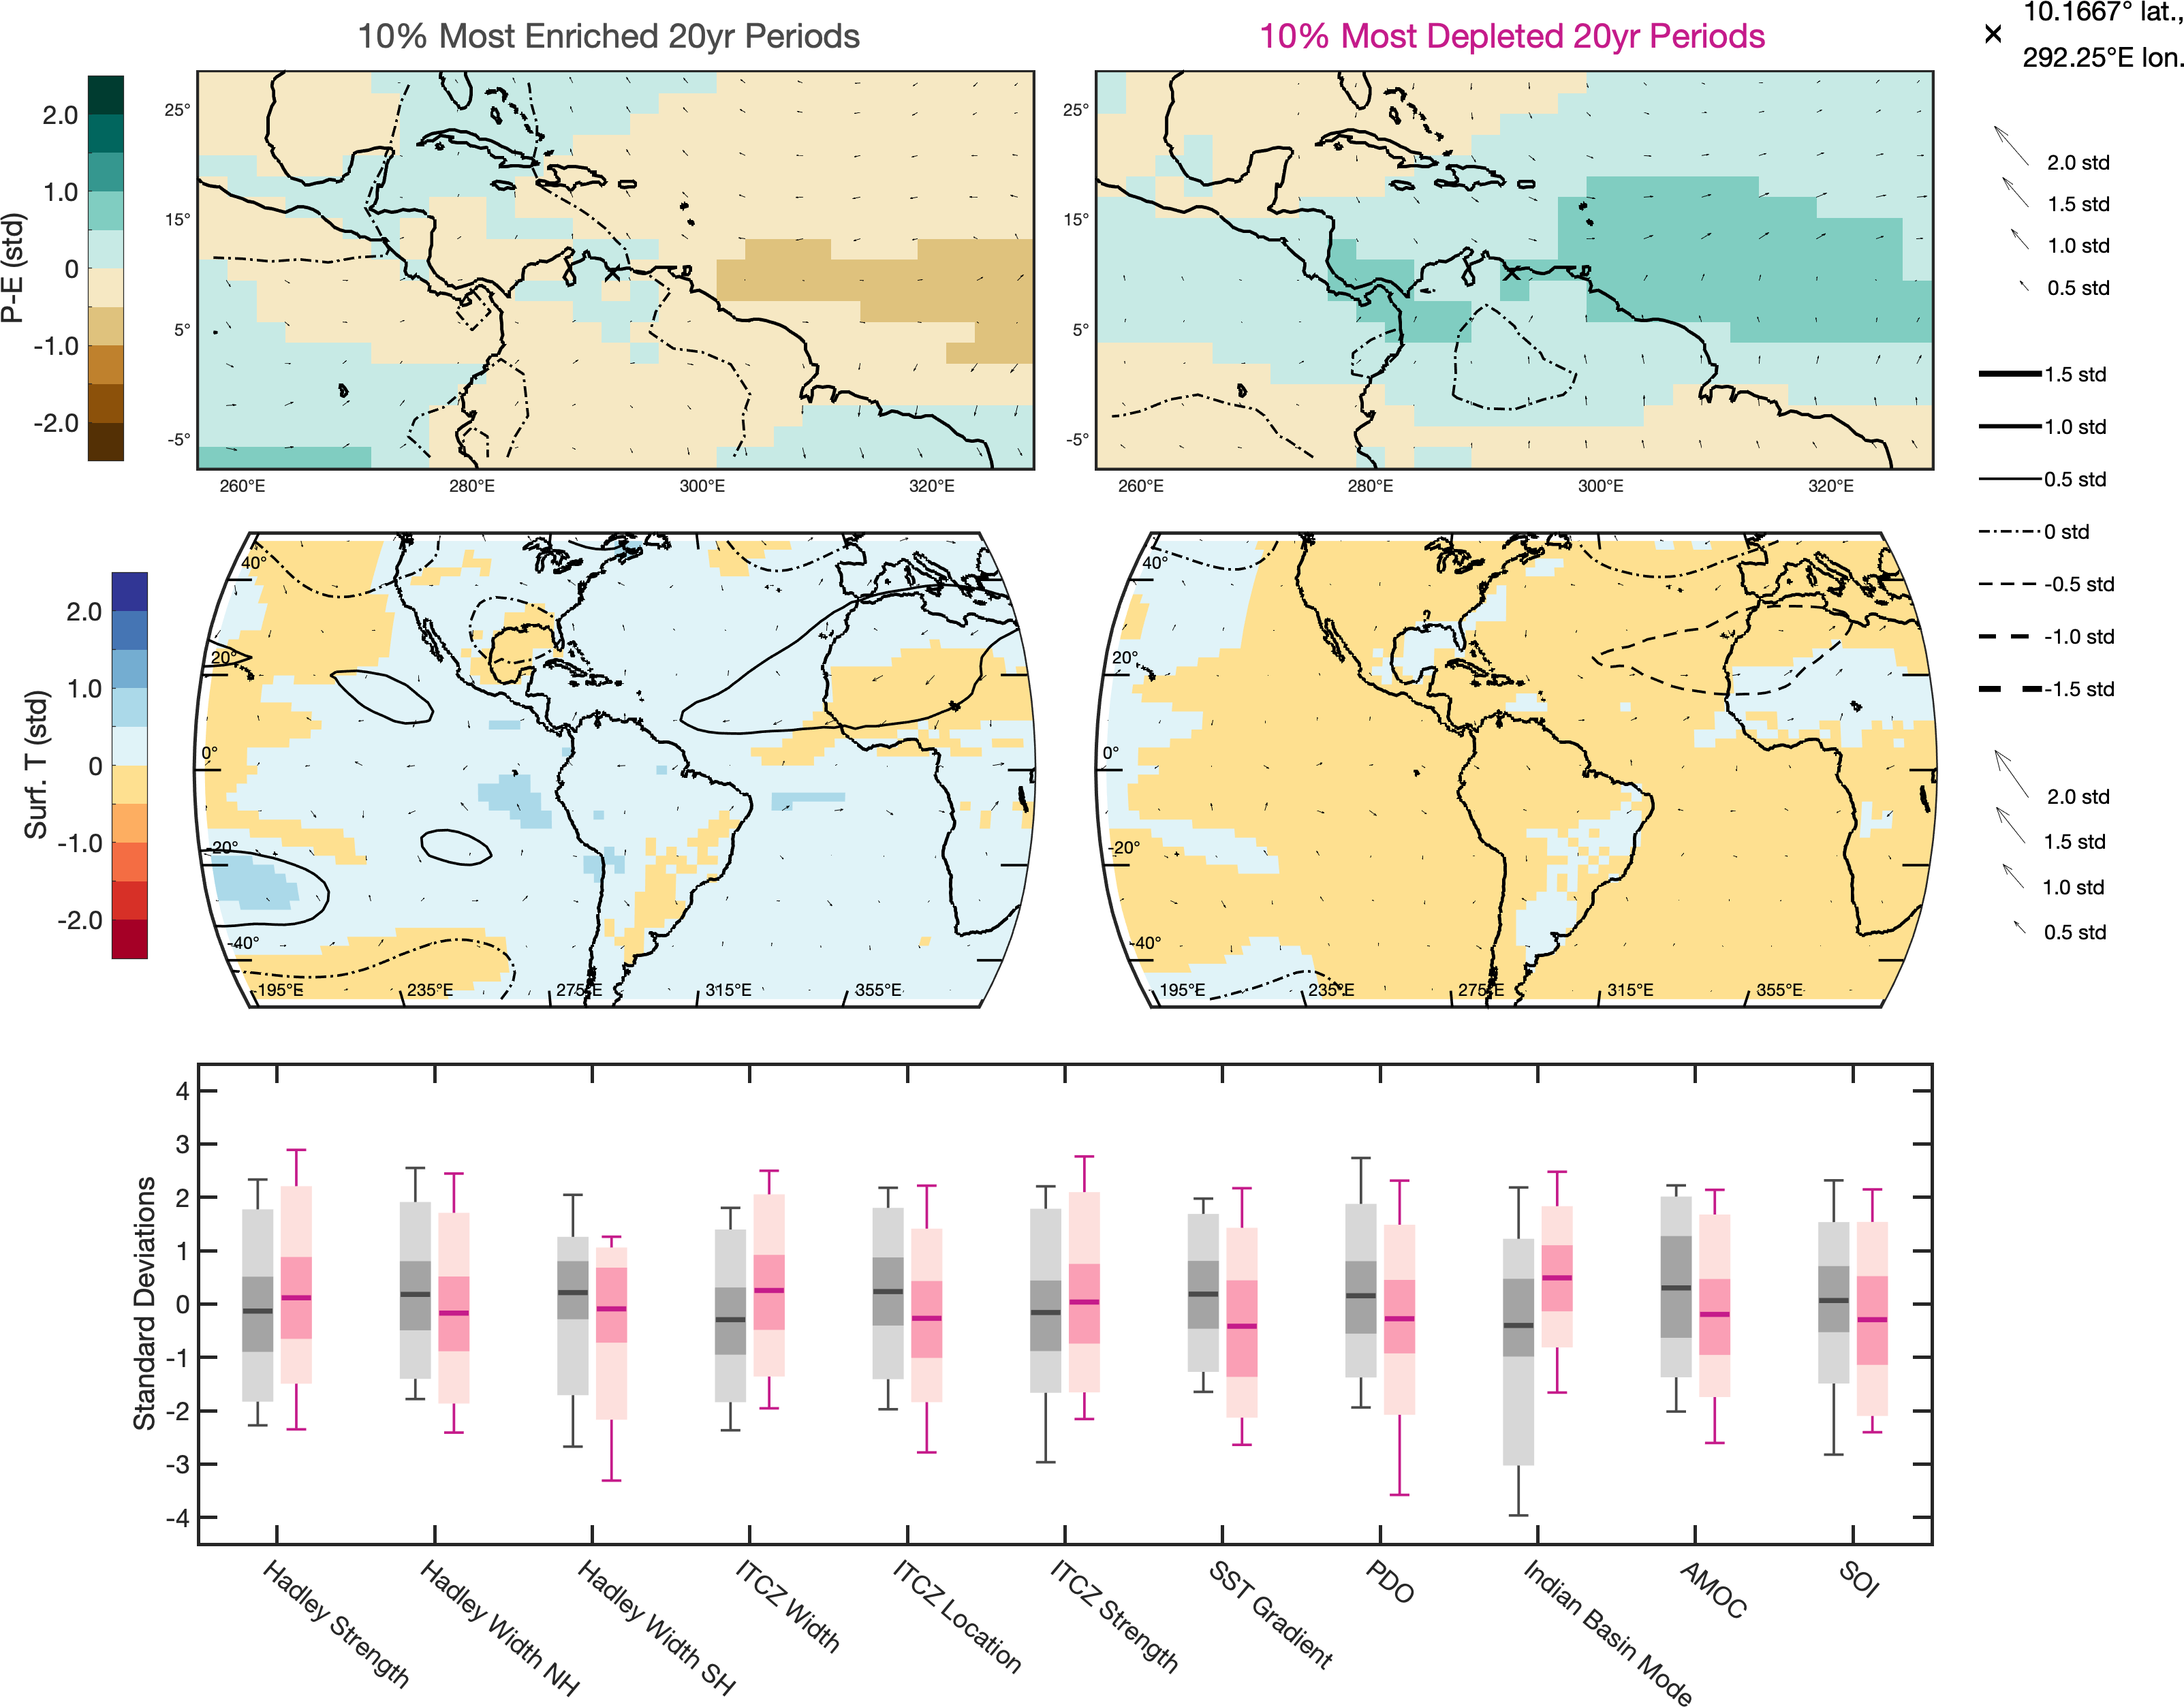 10% Most Enriched 20yr Periods
10% Most Depleted 20yr Periods
10.1667° lat.,
292.25°E lon.
P-E (std)
2.0
1.0
0
-1.0
-2.0
25°
15°
5°
-5°
260°E
280°E
300°E
320°E
25°
15°
5°
-5°
260°E
280°E
300°E
320°E
2.0 std
1.5 std
1.0 std
0.5 std
1.5 std
1.0 std
0.5 std
0 std
-0.5 std
-1.0 std
-1.5 std
Surf. T (std)
2.0
1.0
0
-1.0
-2.0
40°
20°
0°
-20°
-40°
195°E
235°E
275°E
315°E
355°E
40°
20°
0°
-20°
-40°
195°E
235°E
275°E
315°E
355°E
2.0 std
1.5 std
1.0 std
0.5 std
Standard Deviations
4
3
2
1
0
-1
-2
-3
-4
Hadley Strength
Hadley Width NH
Hadley Width SH
ITCZ Width
ITCZ Location
ITCZ Strength
SST Gradient
PDO
Indian Basin Mode
AMOC
SOI